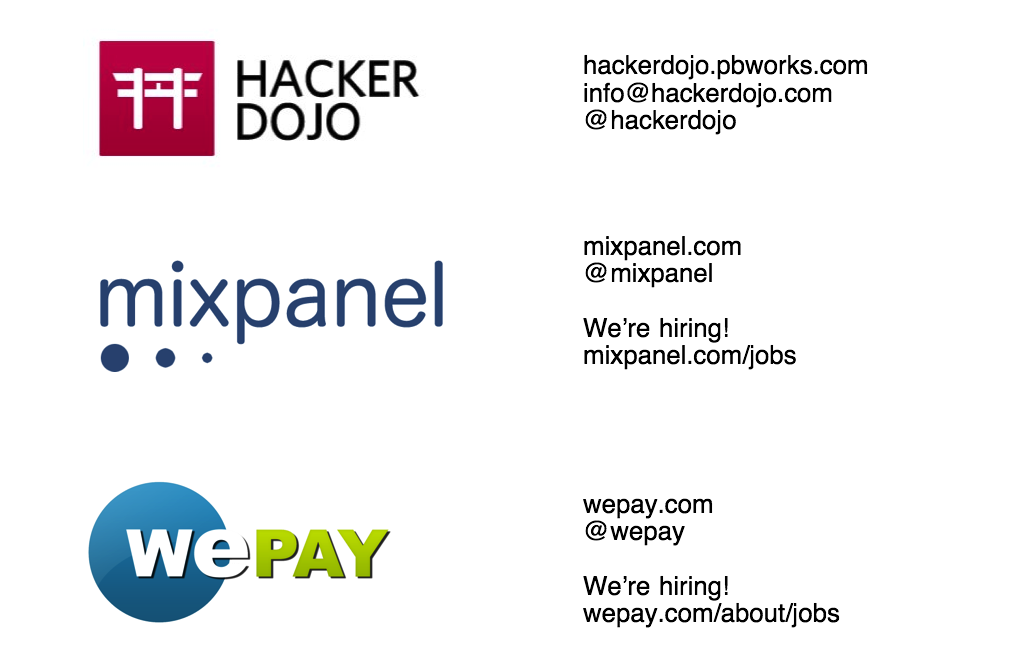 HACKER
DOJO
hackerdojo.pbworks.com
info@hackerdojo.com
@hackerdojo
mixpanel
mixpanel.com
@mixpanel
We’re hiring!
mixpanel.com/jobs
wePAY
wepay.com
@wepay
We’re hiring!
wepay.com/about/jobs